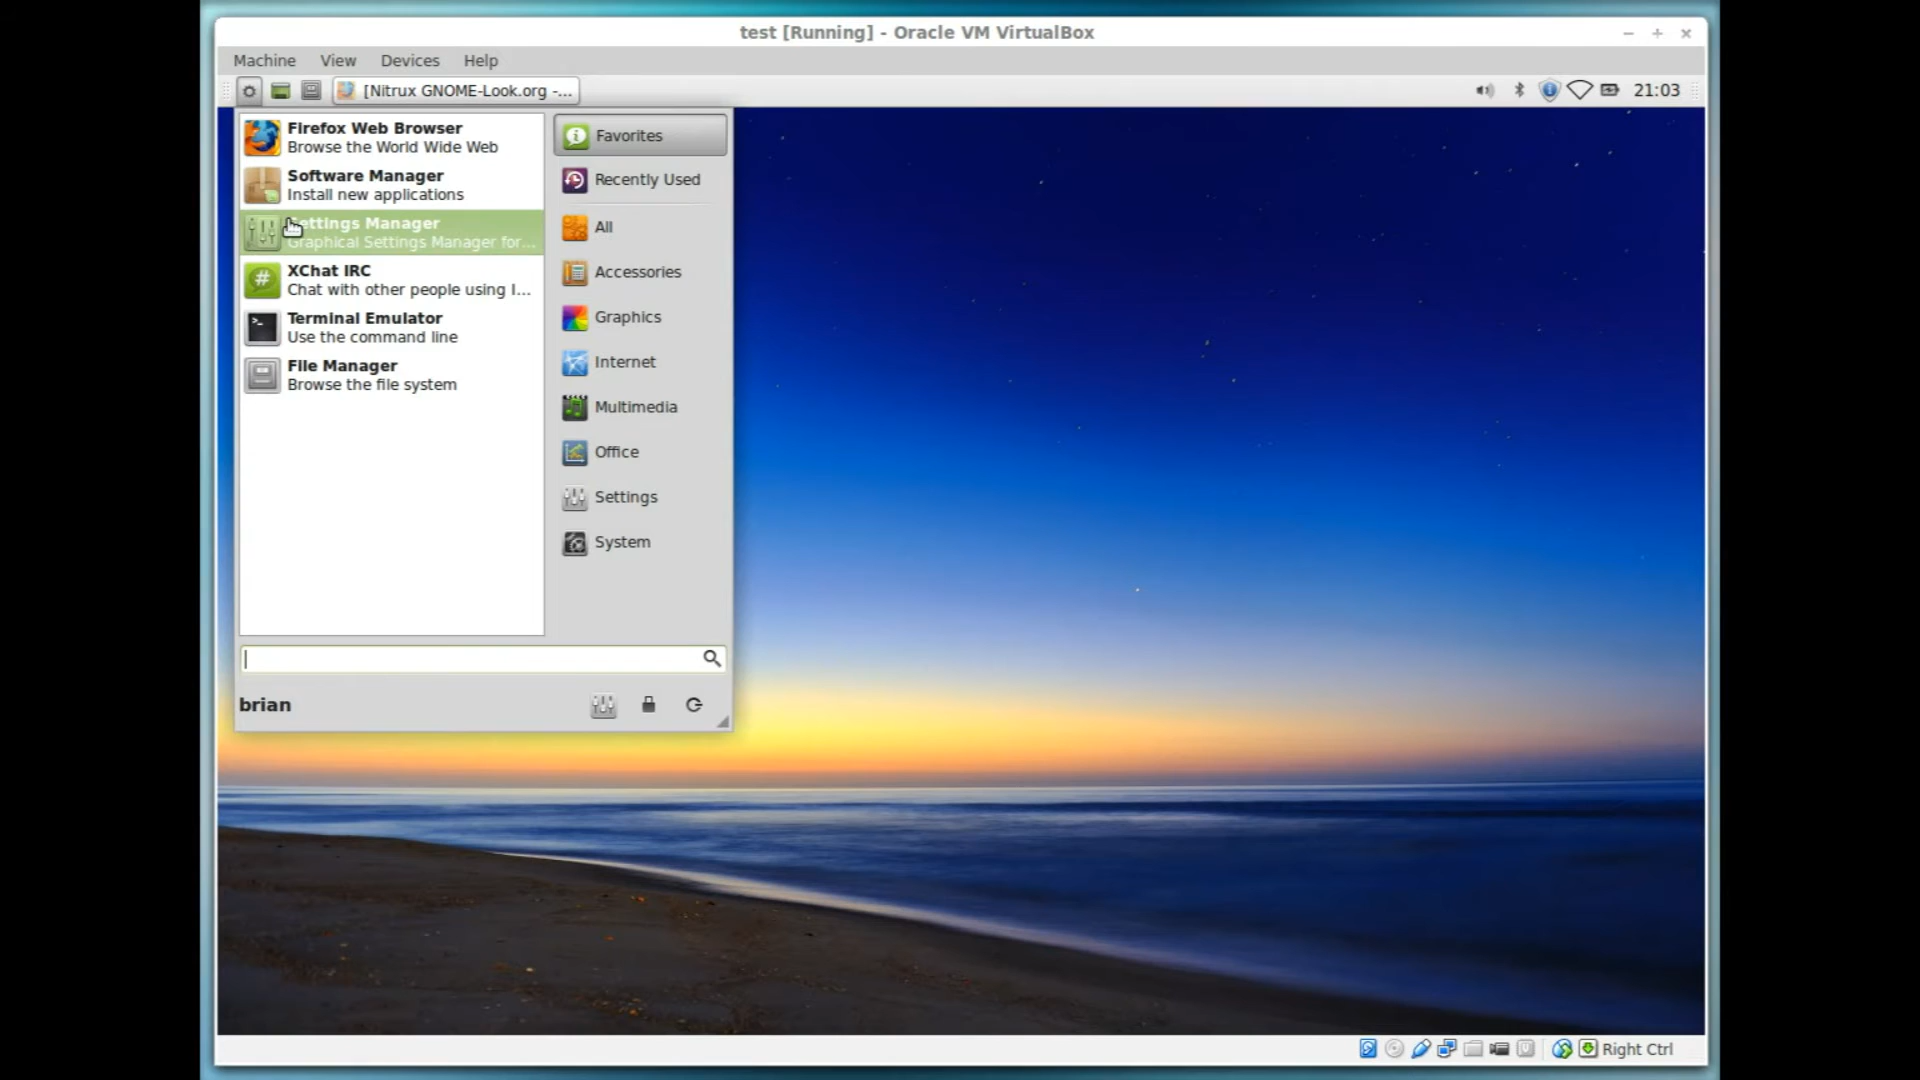 test [Running] - Oracle VM VirtualBox
Machine View Devices Help
[Nitrux GNOME-Look.org -...
21:03
Firefox Web Browser
Browse the World Wide Web
Software Manager
Install new applications
Settings Manager
Graphical Settings Manager for...
XChat IRC
Chat with other people using I...
Terminal Emulator
Use the command line
File Manager
Browse the file system
Favorites
Recently Used
All
Accessories
Graphics
Internet
Multimedia
Office
Settings
System
brian
Right Ctrl